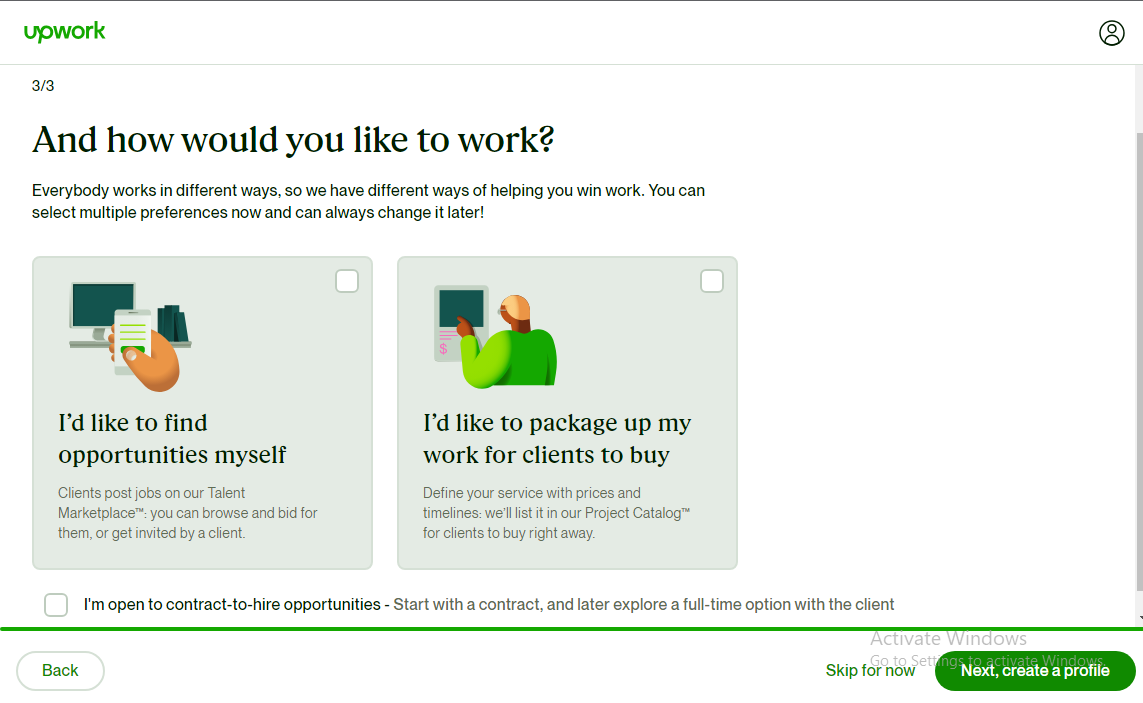 upwork
3/3
And how would you like to work?
Everybody works in different ways, so we have different ways of helping you win work. You can
select multiple preferences now and can always change it later!
$
I’d like to find
opportunities myself
Clients post jobs on our Talent
Marketplace™: you can browse and bid for
them, or get invited by a client.
I’d like to package up my
work for clients to buy
Define your service with prices and
timelines: we’ll list it in our Project Catalog™
for clients to buy right away.
I'm open to contract-to-hire opportunities - Start with a contract, and later explore a full-time option with the client
Activate Windows
Go to Settings to activate Windows.
Back
Skip for now
Next, create a profile